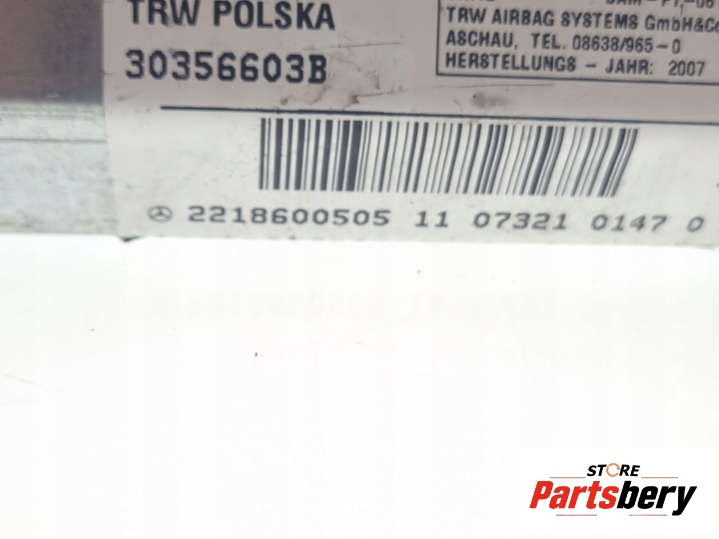 TRW POLSKA
30356603B
TRW AIRBAG SYSTEMS GmbH&Co
ASCHAU, TEL. 08638/965-0
HERSTELLUNGS - JAHR: 2007
2218600505 11 07321 0147 0
STORE
Partsbery